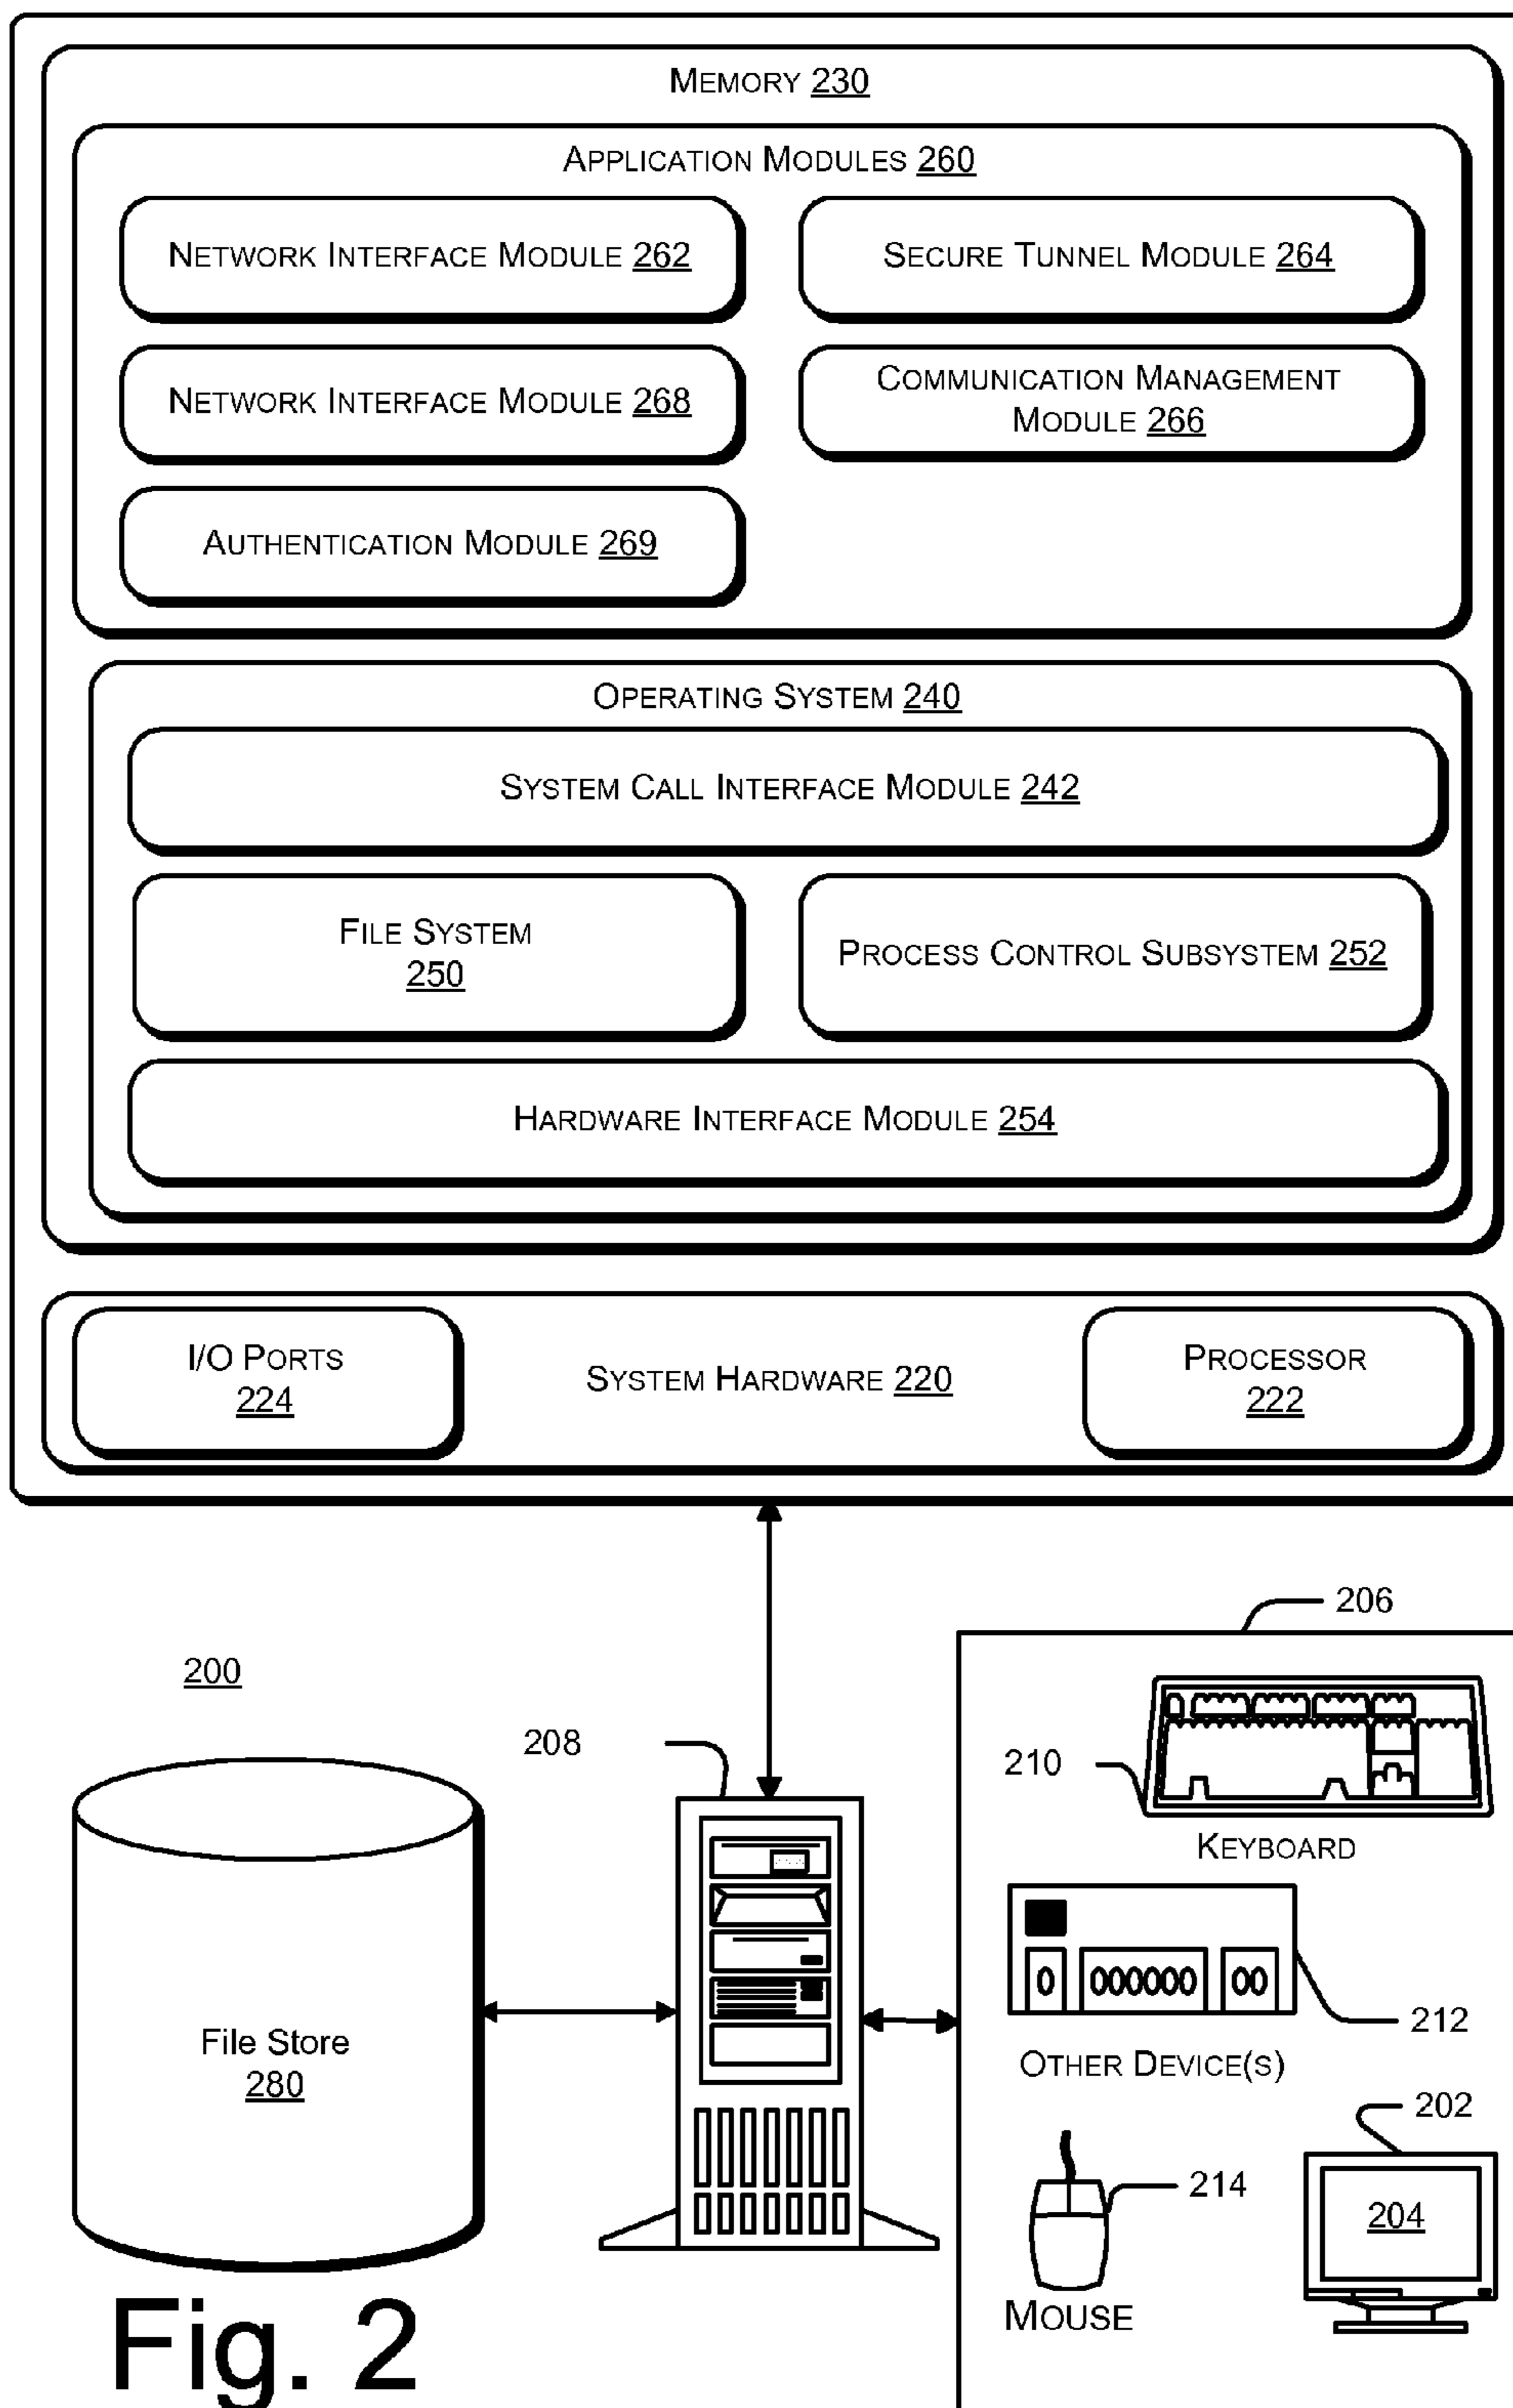 MEMORY 230
APPLICATION MODULES 260
NETWORK INTERFACE MODULE 262
SECURE TUNNEL MODULE 264
NETWORK INTERFACE MODULE 268
COMMUNICATION MANAGEMENT
MODULE 266
AUTHENTICATION MODULE 269
OPERATING SYSTEM 240
SYSTEM CALL INTERFACE MODULE 242
FILE SYSTEM
250
PROCESS CONTROL SUBSYSTEM 252
HARDWARE INTERFACE MODULE 254
I/O PORTS
224
SYSTEM HARDWARE 220
PROCESSOR
222
206
200
208
210
KEYBOARD
212
OTHER DEVICE(S)
File Store
280
202
214
204
MOUSE
Fig. 2